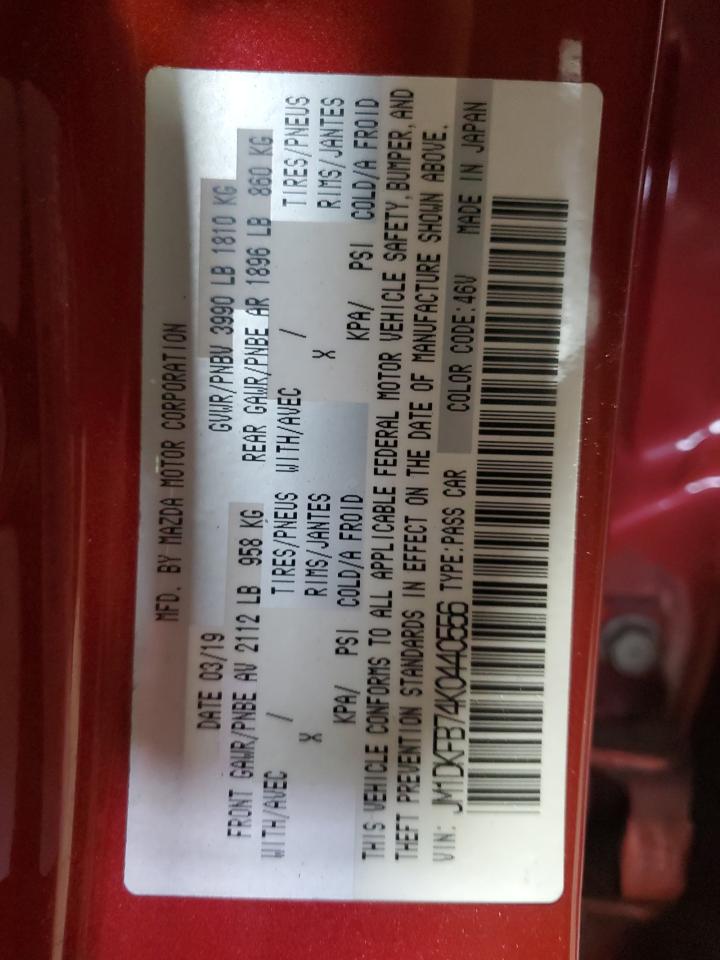 MFD. BY MAZDA MOTOR CORPORATION
DATE 03/19 GVWR/PNBV 3990 LB 1810 KG
FRONT GAWR/PNBE AV 2112 LB 958 KG REAR GAWR/PNBE AR 1896 LB 860 KG
WITH/AVEC / TIRES/PNEUS WITH/AVEC / TIRES/PNEUS
X RIMS/JANTES X RIMS/JANTES
KPA/ PSI COLD/A FROID KPA/ PSI COLD/A FROID
THIS VEHICLE CONFORMS TO ALL APPLICABLE FEDERAL MOTOR VEHICLE SAFETY, BUMPER, AND
THEFT PREVENTION STANDARDS IN EFFECT ON THE DATE OF MANUFACTURE SHOWN ABOVE.
VIN: JM1DKFB74K0440556 TYPE:PASS CAR COLOR CODE:46V MADE IN JAPAN